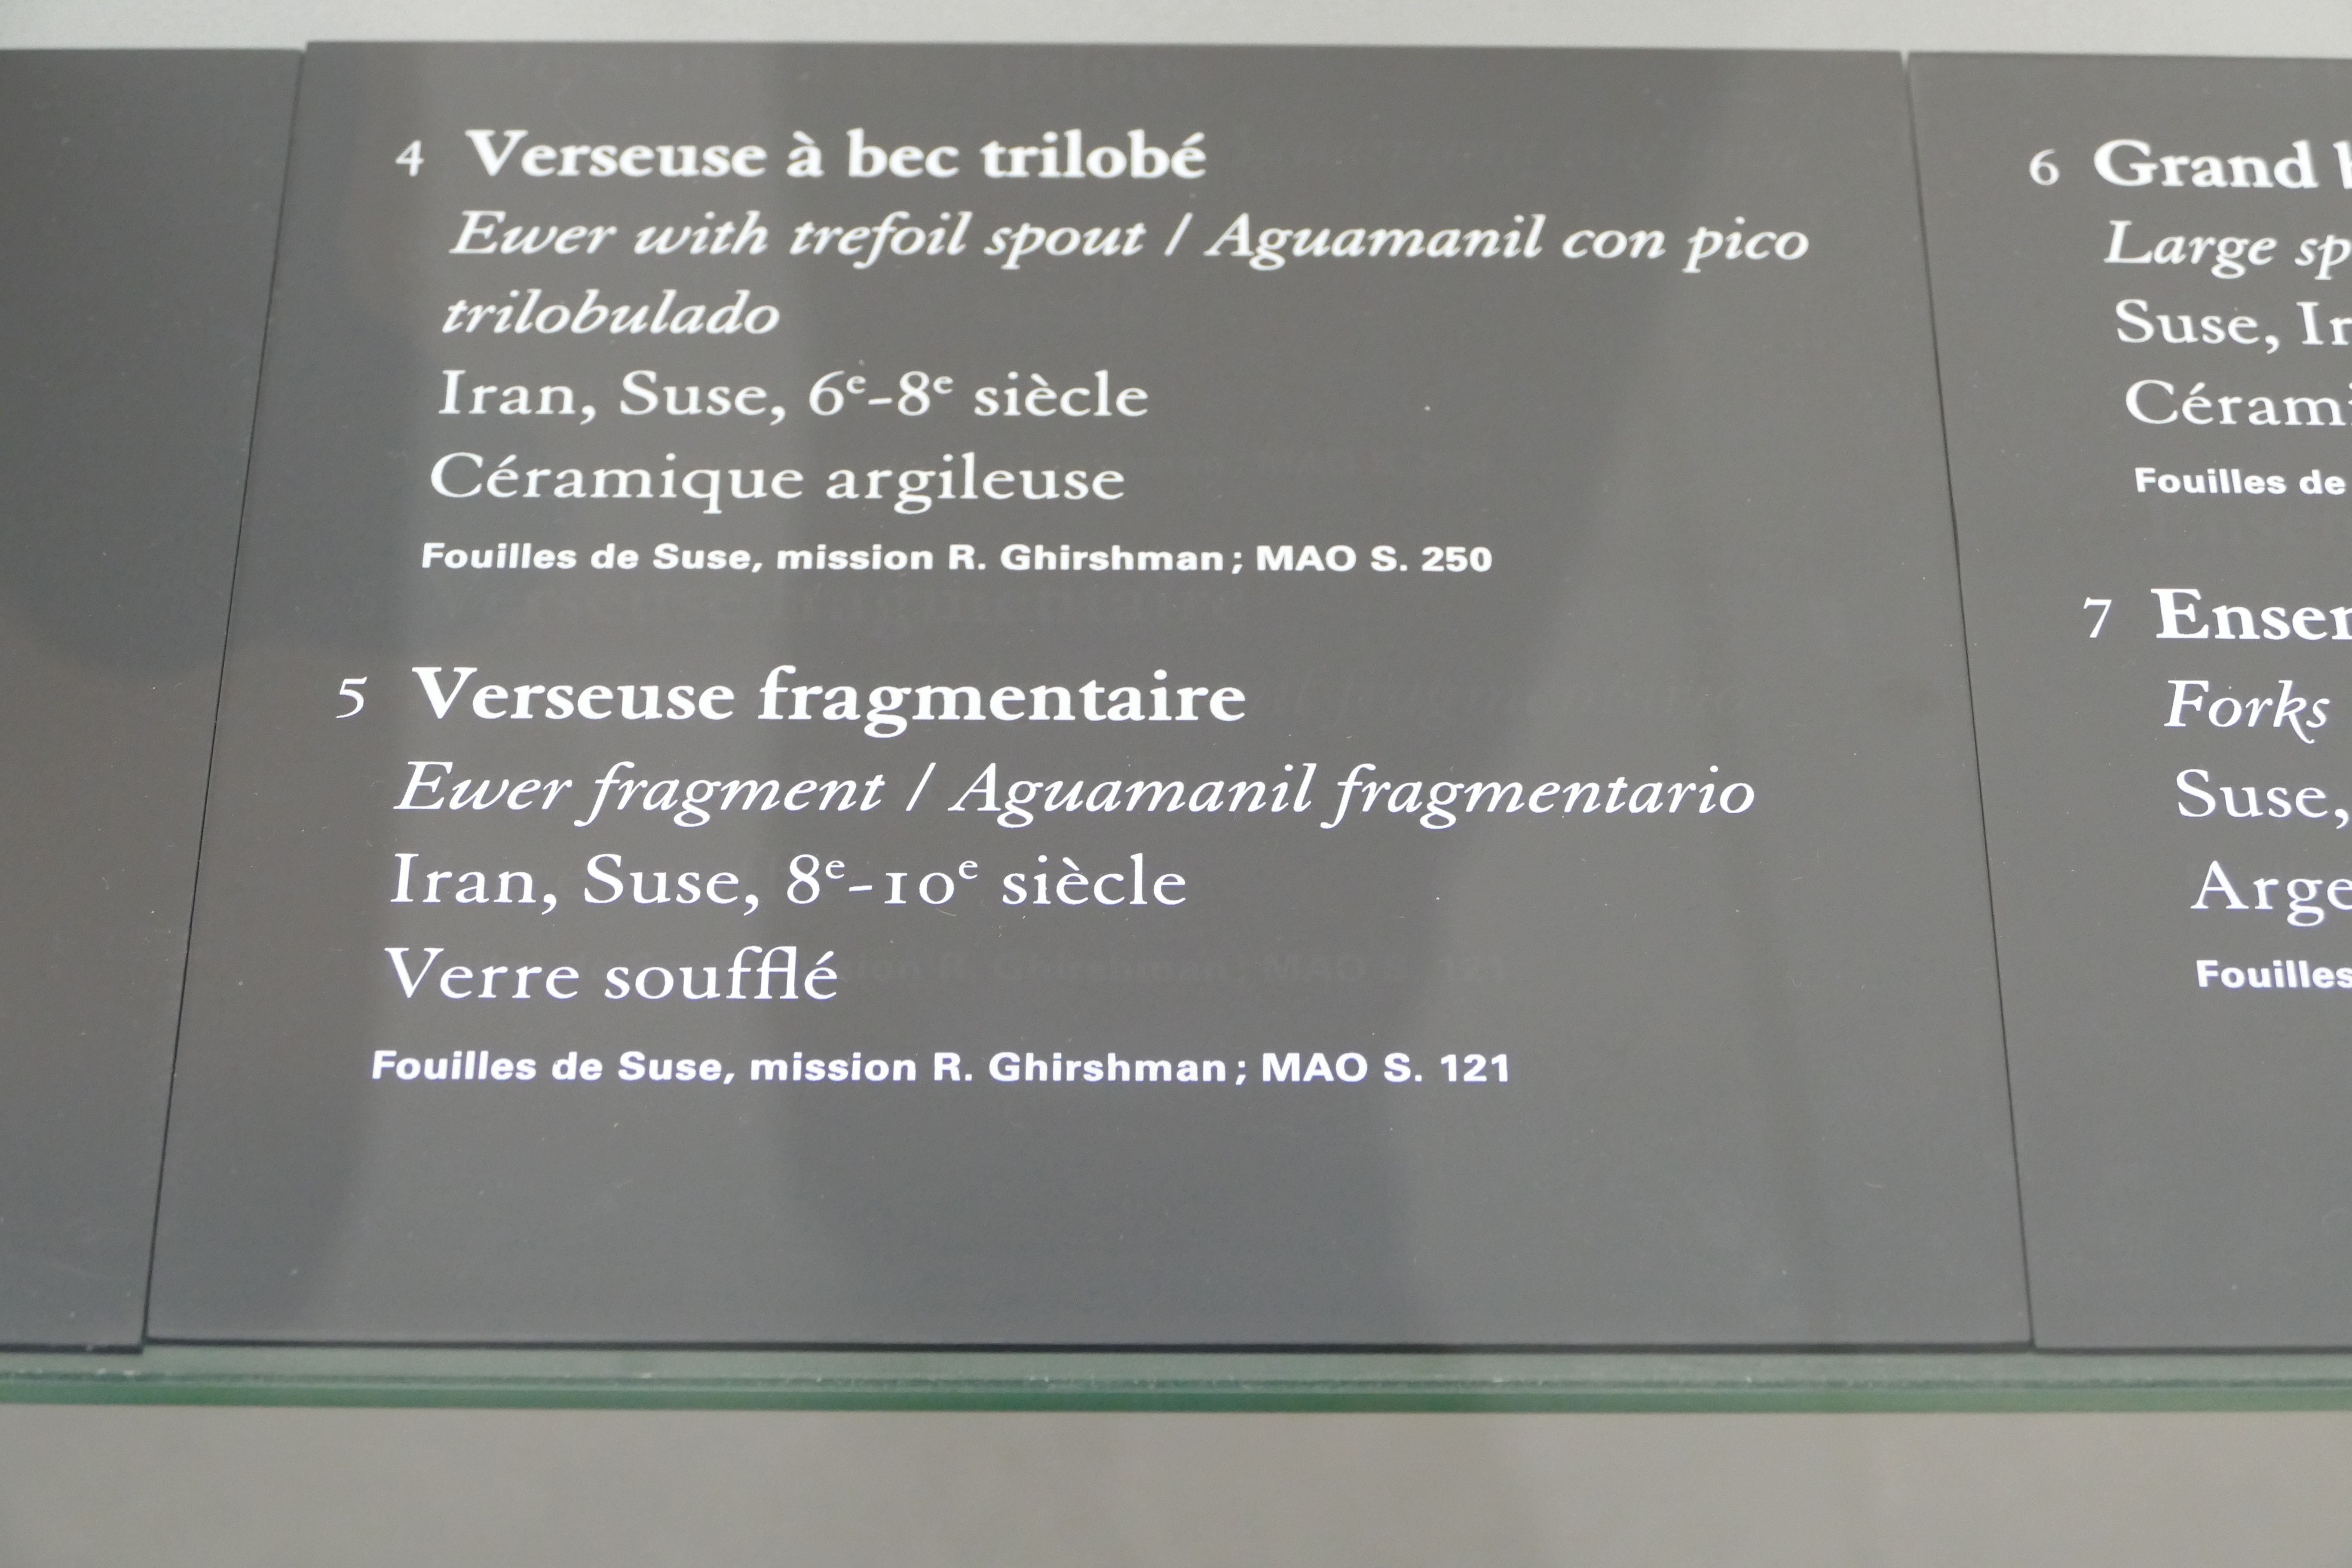 4 Verseuse à bec trilobé
Ewer with trefoil spout / Aguamanil con pico
trilobulado
Iran, Suse, 6e-8e siècle
Céramique argileuse
Fouilles de Suse, mission R. Ghirshman ; MAO S. 250
5 Verseuse fragmentaire
Ewer fragment / Aguamanil fragmentario
Iran, Suse, 8e-10e siècle
Verre soufflé
Fouilles de Suse, mission R. Ghirshman ; MAO S. 121
6 Grand
Large
Suse,
Fouilles de
7
Forks
Suse,
Fouilles